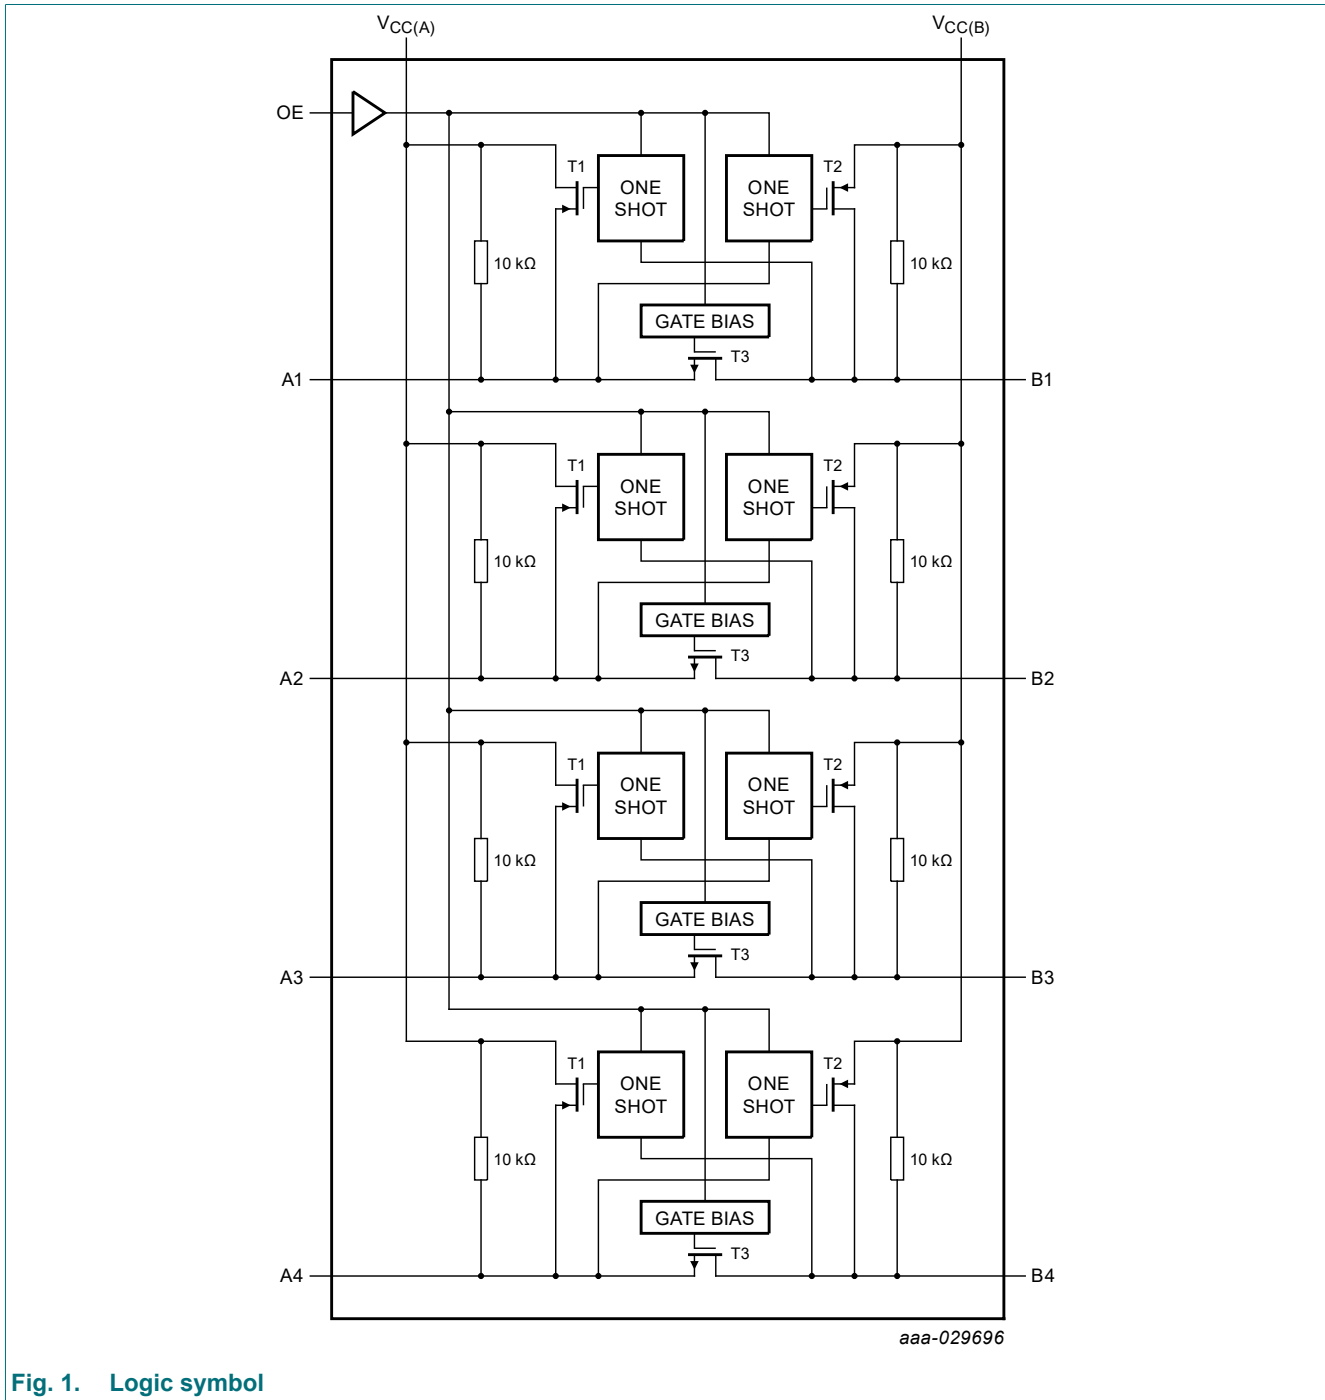 VCC(A)
VCC(B)
OE
T1
ONE
SHOT
ONE
SHOT
T2
10 kΩ
10 kΩ
GATE BIAS
T3
A1
B1
T1
ONE
SHOT
ONE
SHOT
T2
10 kΩ
10 kΩ
GATE BIAS
T3
A2
B2
T1
ONE
SHOT
ONE
SHOT
T2
10 kΩ
10 kΩ
GATE BIAS
T3
A3
B3
T1
ONE
SHOT
ONE
SHOT
T2
10 kΩ
10 kΩ
GATE BIAS
T3
A4
B4
aaa-029696
Fig. 1. Logic symbol